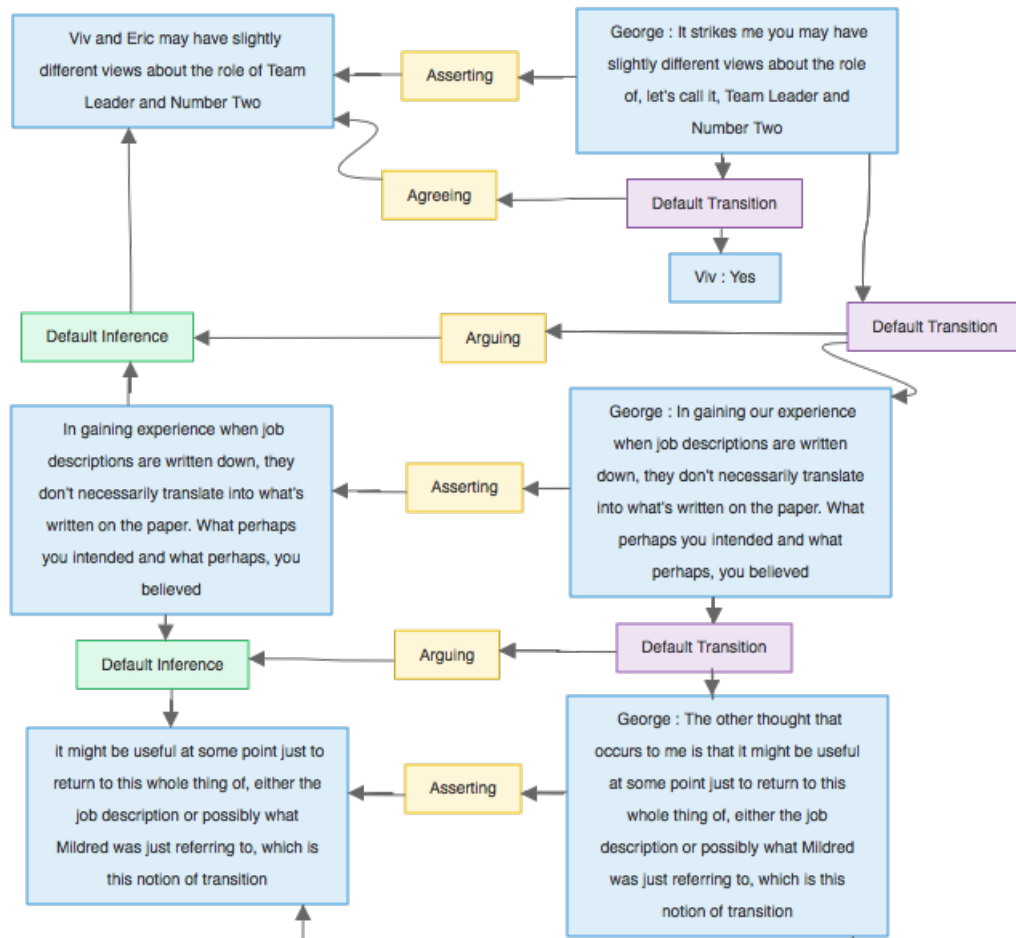 Viv and Eric may have slightly
different views about the role of Team
Leader and Number Two
Asserting
George : It strikes me you may have
slightly different views about the role
of, let's call it, Team Leader and
Number Two
Agreeing
Default Transition
Viv : Yes
Default Inference
Arguing
Default Transition
In gaining experience when job
descriptions are written down, they
don't necessarily translate into what's
written on the paper. What perhaps
you intended and what perhaps, you
believed
Asserting
George : In gaining our experience
when job descriptions are written
down, they don't necessarily translate
into what's written on the paper. What
perhaps you intended and what
perhaps, you believed
Default Inference
Arguing
Default Transition
it might be useful at some point just to
return to this whole thing of, either the
job description or possibly what
Mildred was just referring to, which is
this notion of transition
Asserting
George : The other thought that
occurs to me is that it might be useful
at some point just to return to this
whole thing of, either the job
description or possibly what Mildred
was just referring to, which is this
notion of transition